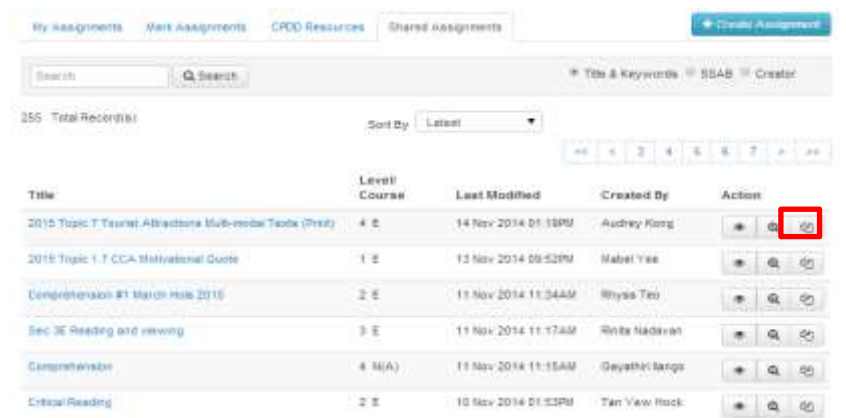 My Assignments Mark Assignments CPDD Resources Shared Assignments + Create Assignment
Search Search Title & Keywords SSAB Creator
255 Total Record(s)
Sort By Latest
<< < 3 4 5 6 7 > >>
Title Level/ Course Last Modified Created By Action
2015 Topic 7 Tourist Attractions Multi-modal Texts (Print) 4 E 14 Nov 2014 01:19PM Audrey Kong
2015 Topic 1.7 CCA Motivational Quote 1 E 13 Nov 2014 09:52PM Mabel Yee
Comprehension #1 March Hols 2015 2 E 11 Nov 2014 11:34AM Rhyss Teo
Sec 3E Reading and viewing 3 E 11 Nov 2014 11:17AM Rinita Nadavan
Comprehension 4 N(A) 11 Nov 2014 11:15AM Gayathiri
Critical Reading 2 E 10 Nov 2014 01:53PM Tan Yew Hock